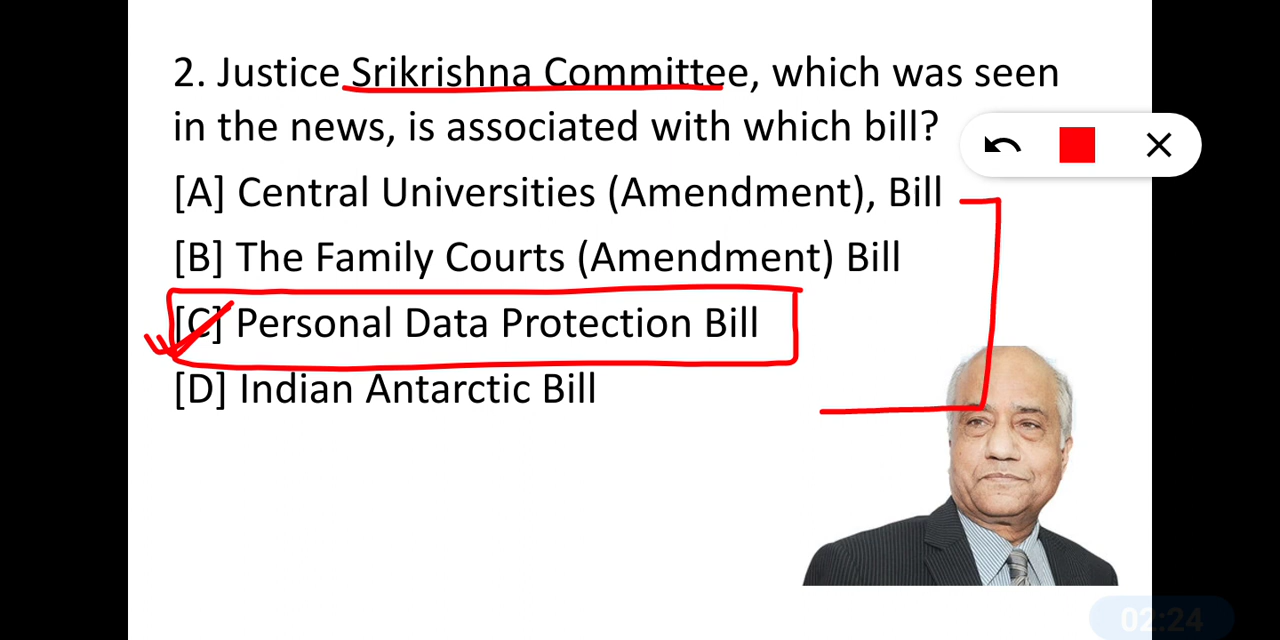 2. Justice Srikrishna Committee, which was seen
in the news, is associated with which bill?
[A] Central Universities (Amendment), Bill
[B] The Family Courts (Amendment) Bill
[C] Personal Data Protection Bill
[D] Indian Antarctic Bill
02:24